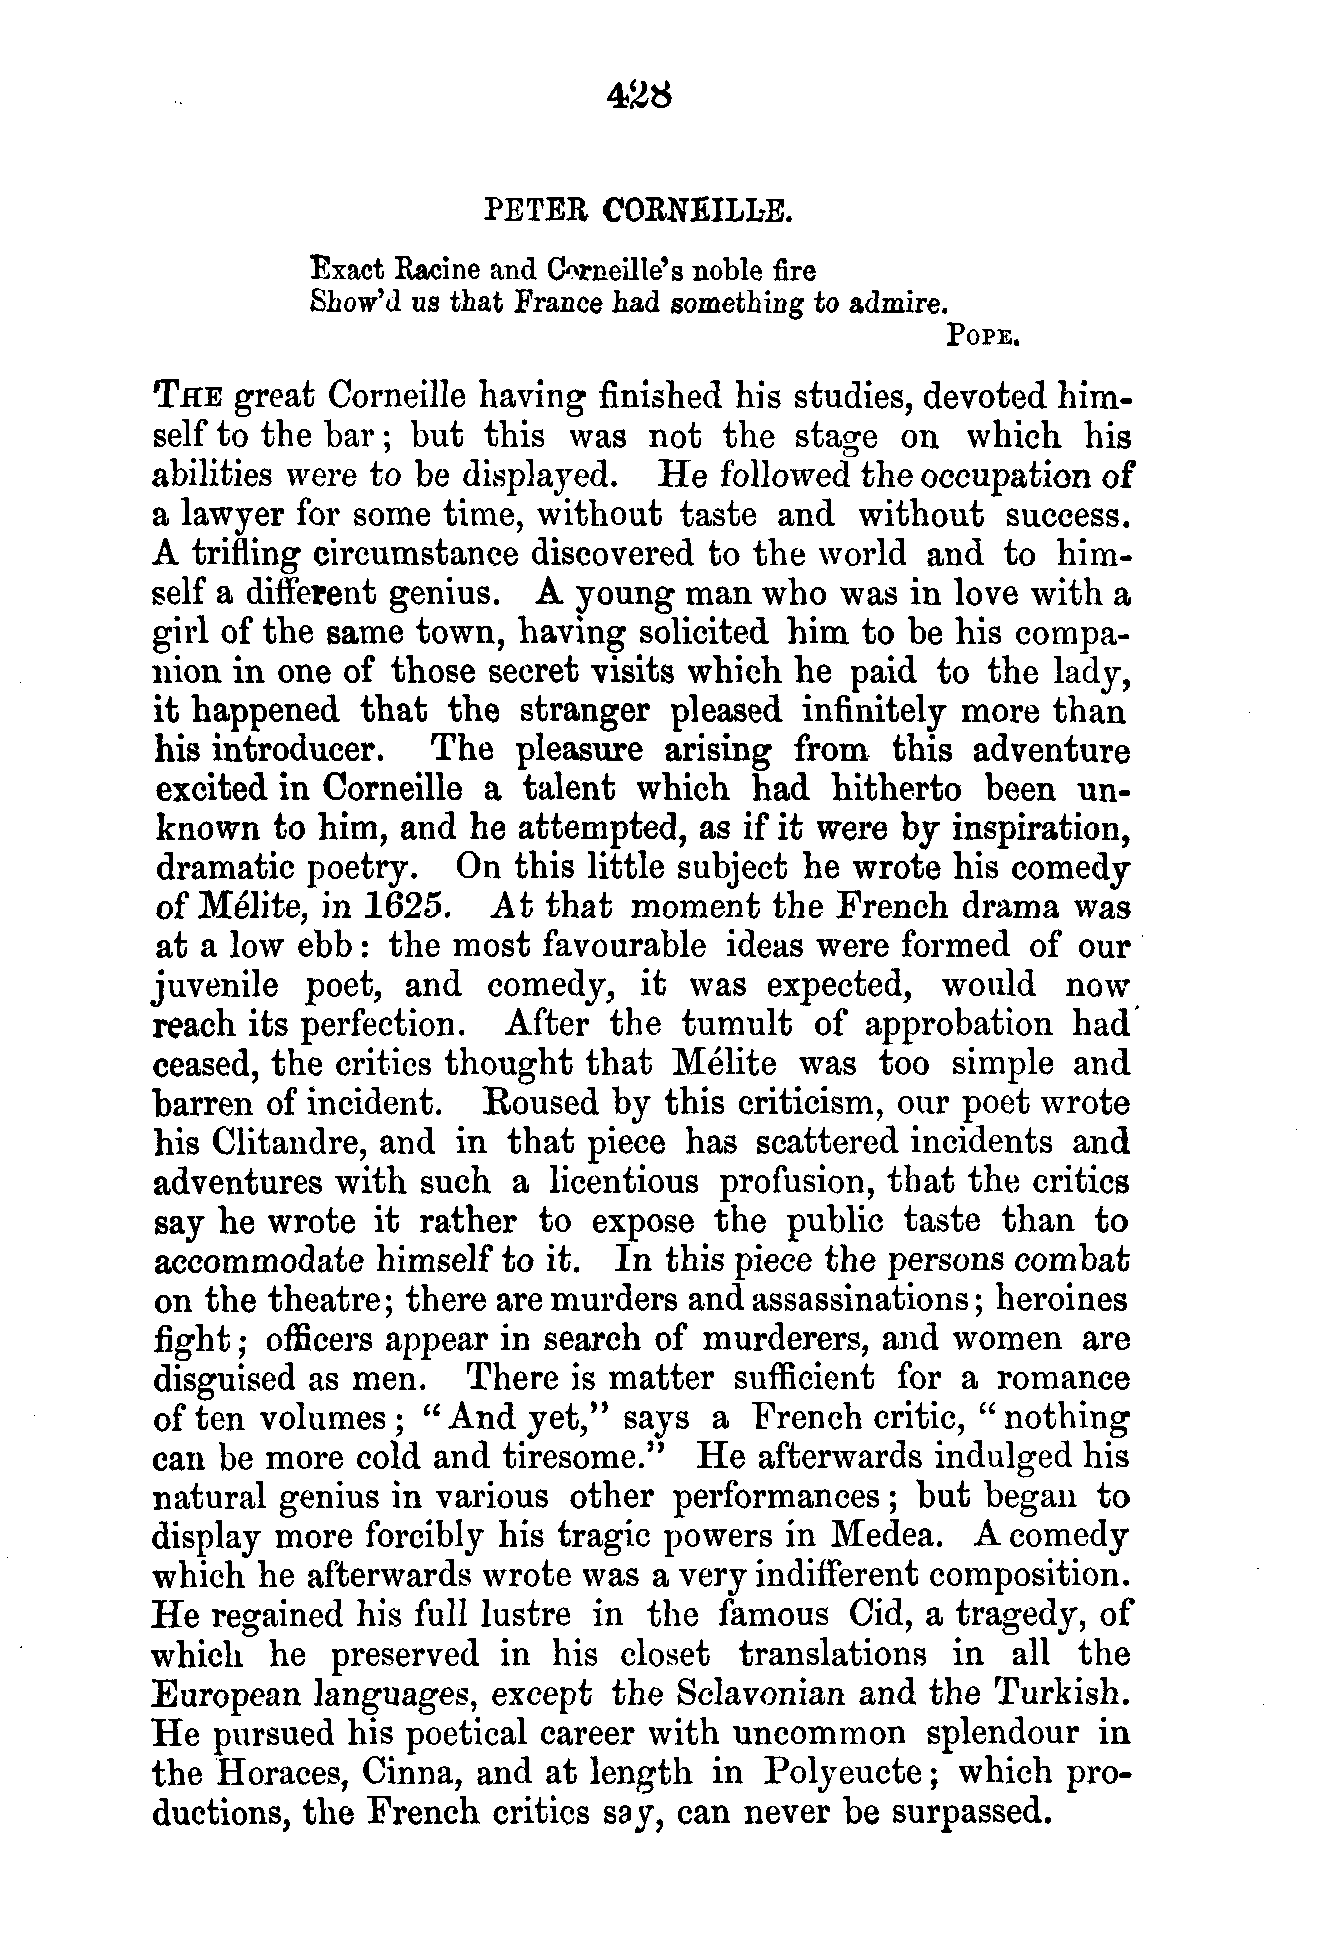 428
PETER CORNEILLE.
Exact Racine and Corneille's noble fire
Show'd us that France had something to admire.
POPE.
THE great Corneille having finished his studies, devoted him-
self to the bar; but this was not the stage on which his
abilities were to be displayed. He followed the occupation of
a lawyer for some time, without taste and without success.
A trifling circumstance discovered to the world and to him-
self a different genius. A young man who was in love with a
girl of the same town, having solicited him to be his compa-
nion in one of those secret visits which he paid to the lady,
it happened that the stranger pleased infinitely more than
his introducer. The pleasure arising from this adventure
excited in Corneille a talent which had hitherto been un-
known to him, and he attempted, as if it were by inspiration,
dramatic poetry. On this little subject he wrote his comedy
of Mélite, in 1625. At that moment the French drama was
at a low ebb: the most favourable ideas were formed of our
juvenile poet, and comedy, it was expected, would now
reach its perfection. After the tumult of approbation had
ceased, the critics thought that Mélite was too simple and
barren of incident. Roused by this criticism, our poet wrote
his Clitandre, and in that piece has scattered incidents and
adventures with such a licentious profusion, that the critics
say he wrote it rather to expose the public taste than to
accommodate himself to it. In this piece the persons combat
on the theatre; there are murders and assassinations; heroines
fight; officers appear in search of murderers, and women are
disguised as men. There is matter sufficient for a romance
of ten volumes; "And yet," says a French critic, "nothing
can be more cold and tiresome." He afterwards indulged his
natural genius in various other performances; but began to
display more forcibly his tragic powers in Medea. A comedy
which he afterwards wrote was a very indifferent composition.
He regained his full lustre in the famous Cid, a tragedy, of
which he preserved in his closet translations in all the
European languages, except the Sclavonian and the Turkish.
He pursued his poetical career with uncommon splendour in
the Horaces, Cinna, and at length in Polyeucte; which pro-
ductions, the French critics say, can never be surpassed.